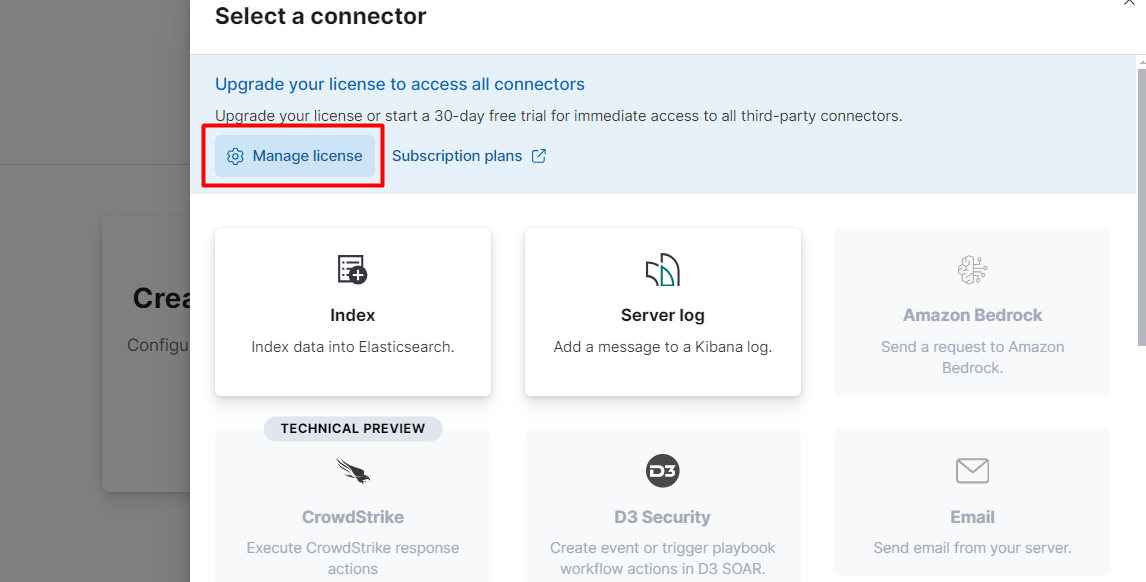 Select a connector
Upgrade your license to access all connectors
Upgrade your license or start a 30-day free trial for immediate access to all third-party connectors.
Manage license
Subscription plans
Crea
Configu
Index
Index data into Elasticsearch.
Server log
Add a message to a Kibana log.
Amazon Bedrock
Send a request to Amazon
Bedrock.
TECHNICAL PREVIEW
CrowdStrike
Execute CrowdStrike response
actions
D3
D3 Security
Create event or trigger playbook
workflow actions in D3 SOAR.
Email
Send email from your server.